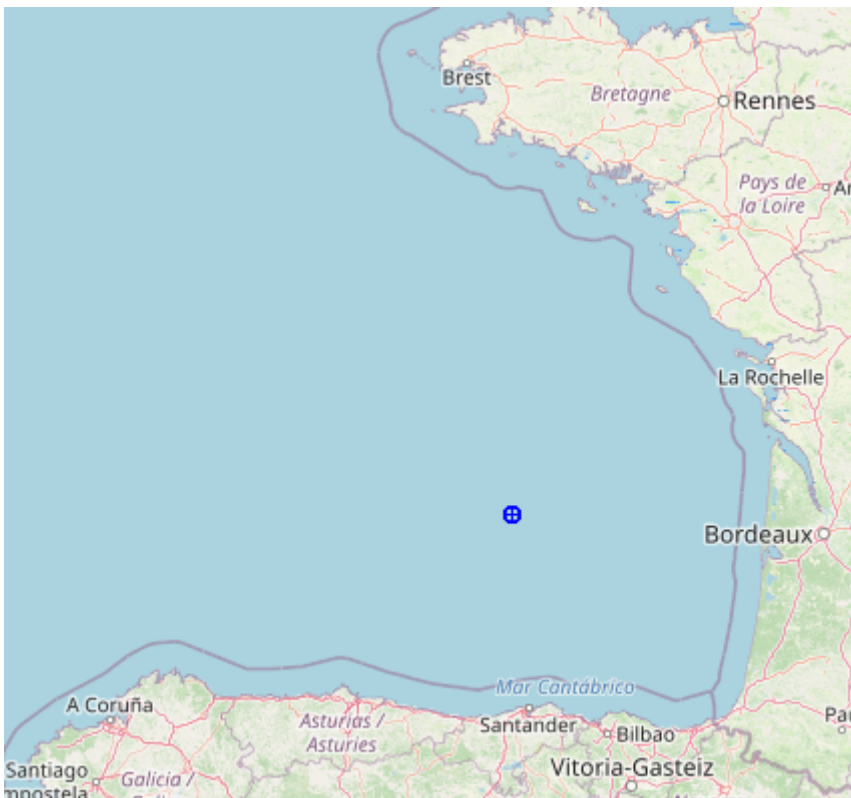 Brest
Bretagne
Rennes
Pays de
la Loire
La Rochelle
Bordeaux
Mar Cantábrico
A Coruña
Santander
Asturias /
Asturies
Bilbao
Vitoria-Gasteiz
Santiago
Galicia /